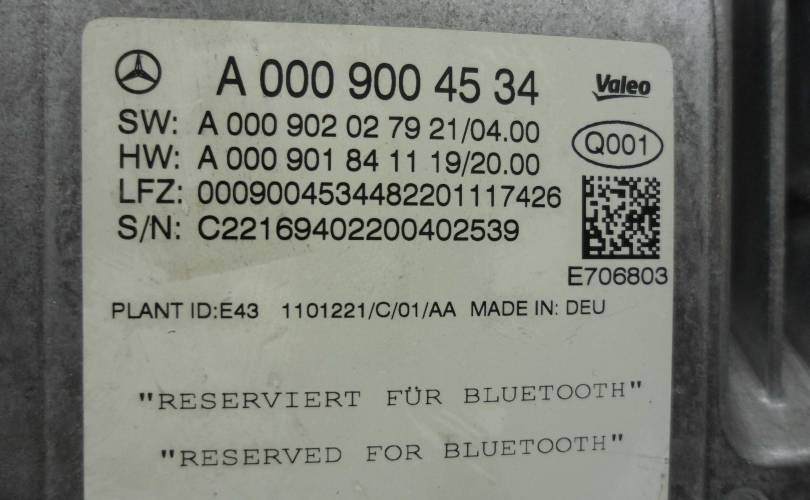 A 000 900 45 34 Valeo
SW: A 000 902 02 79 21/04.00
HW: A 000 901 84 11 19/20.00
Q001
LFZ: 0009004534482201117426
S/N: C22169402200402539
E706803
PLANT ID:E43 1101221/C/01/AA MADE IN: DEU
"RESERVIERT FÜR BLUETOOTH"
"RESERVED FOR BLUETOOTH"